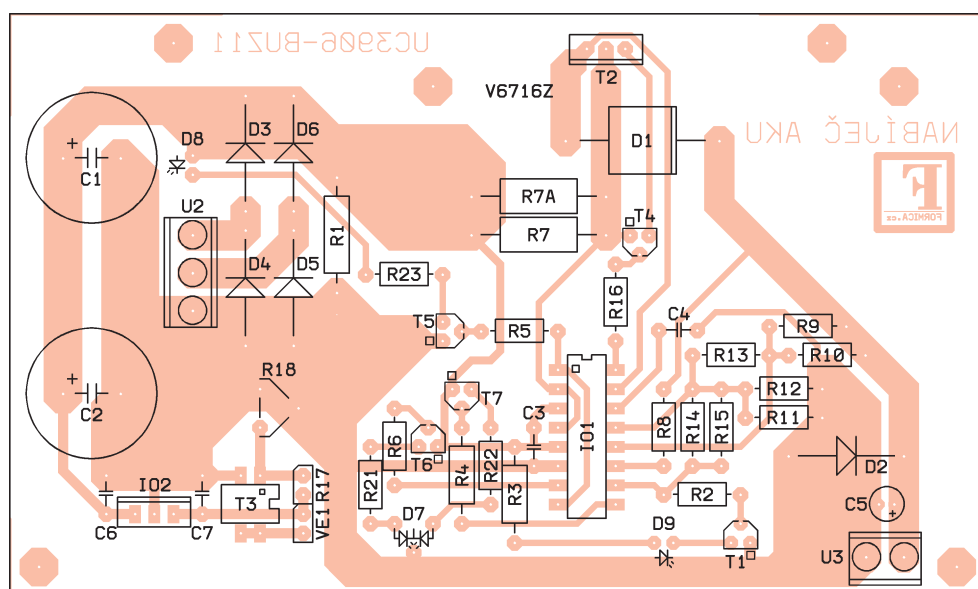 UC3906-BUZ11
T2
V6716Z
D8
D3
D6
D1
NABÍJEČ AKU
+
C1
R7A
F
FORMICA.cz
U2
R1
R7
T4
D4
D5
R23
R16
T5
R5
C4
R9
R13
R10
+
C2
R18
T7
R12
C3
R11
R6
T6
R8
R14
R15
IO1
D2
R21
R4
R22
R3
IO2
R17
R2
C5
+
T3
C6
C7
VE1
D7
D9
T1
U3